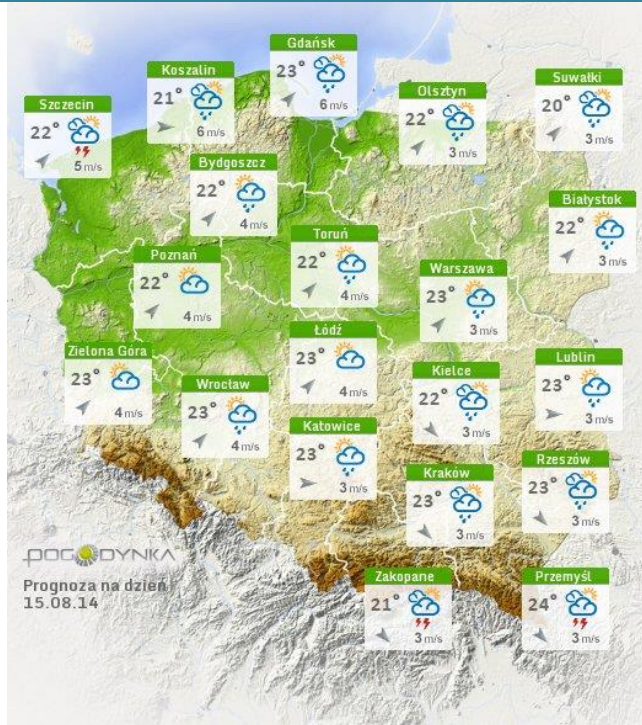 Gdańsk
23°
6 m/s
Koszalin
21°
6 m/s
Suwałki
20°
3 m/s
Olsztyn
22°
3 m/s
Szczecin
22°
5 m/s
Bydgoszcz
22°
4 m/s
Białystok
22°
3 m/s
Toruń
22°
4 m/s
Poznań
22°
4 m/s
Warszawa
23°
3 m/s
Łódź
23°
4 m/s
Zielona Góra
23°
4 m/s
Lublin
23°
3 m/s
Kielce
22°
3 m/s
Wrocław
23°
4 m/s
Katowice
23°
3 m/s
Rzeszów
23°
3 m/s
Kraków
23°
3 m/s
POGODYNKA
Prognoza na dzień
15.08.14
Zakopane
21°
3 m/s
Przemyśl
24°
3 m/s